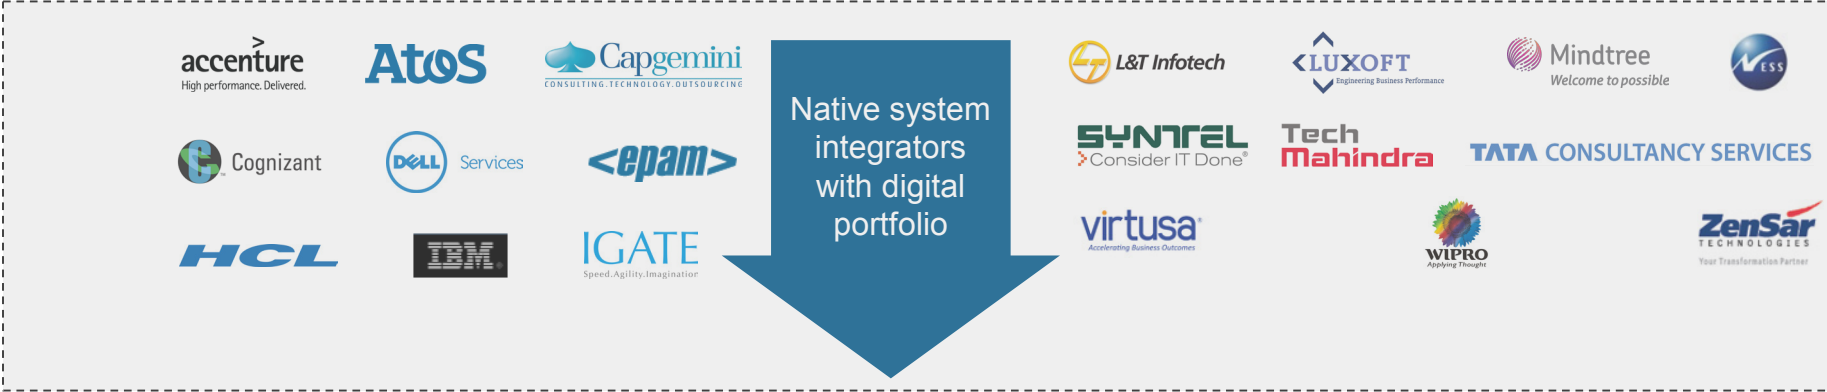 accenture
High performance. Delivered.
Atos
Capgemini
CONSULTING.TECHNOLOGY.OUTSOURCING
Cognizant
DELL Services
<epam>
HCL
IBM
IGATE
Speed.Agility.Imagination
Native system
integrators
with digital
portfolio
L&T Infotech
LUXOFT
Engineering Business Performance
Mindtree
Welcome to possible
NESS
SYNTEL
Consider IT Done®
Tech
Mahindra
TATA CONSULTANCY SERVICES
virtusa
Accelerating Business Outcomes
WIPRO
Applying Thought
ZenSar
TECHNOLOGIES
Your Transformation Partner